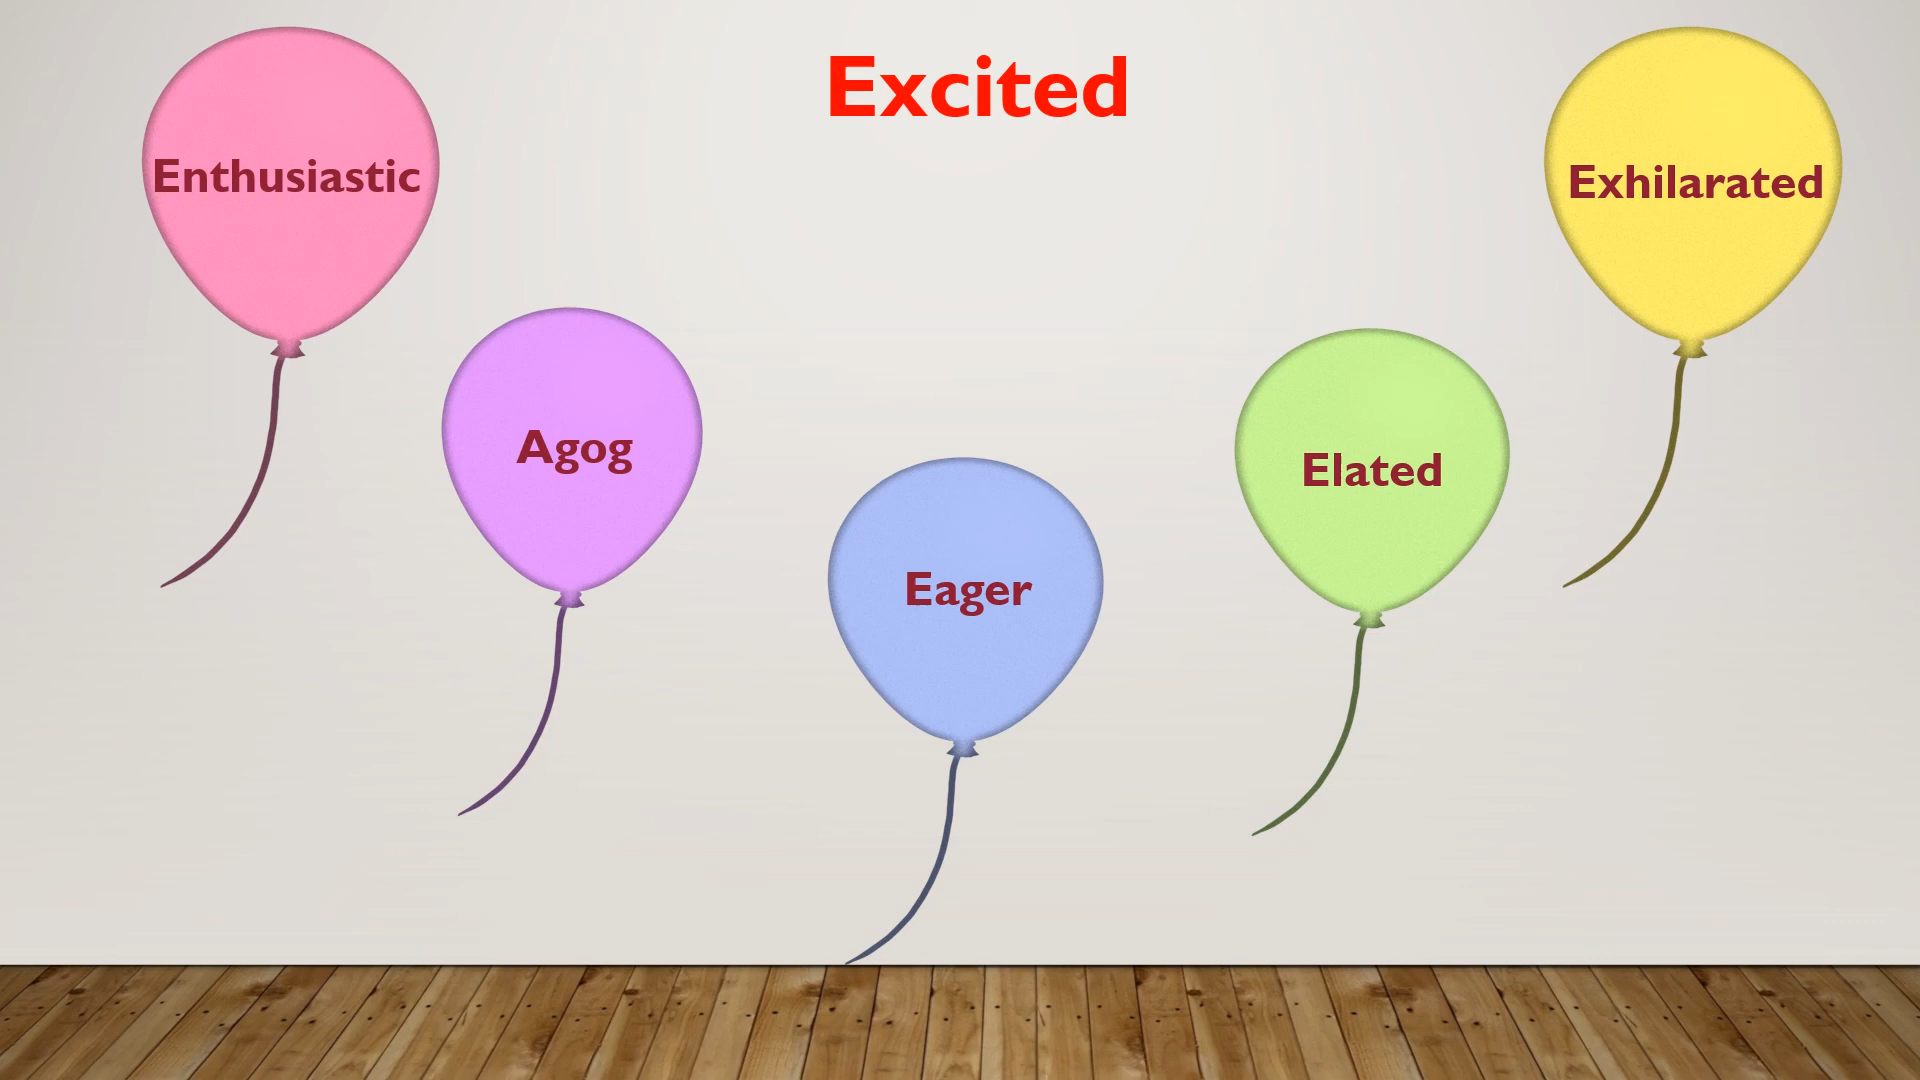 Excited
Enthusiastic
Exhilarated
Agog
Elated
Eager